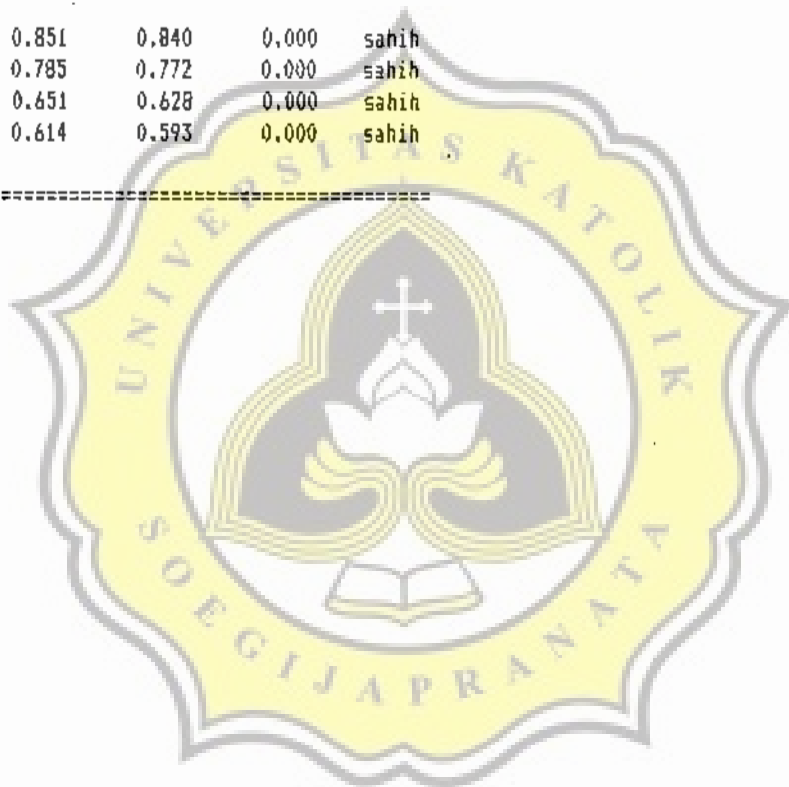 0.851 0.840 0.000 sahih
0.785 0.772 0.000 sahih
0.651 0.628 0.000 sahih
0.614 0.593 0.000 sahih
==========================================
UNIVERSITAS KATOLIK
SOEGIJAPRANATA